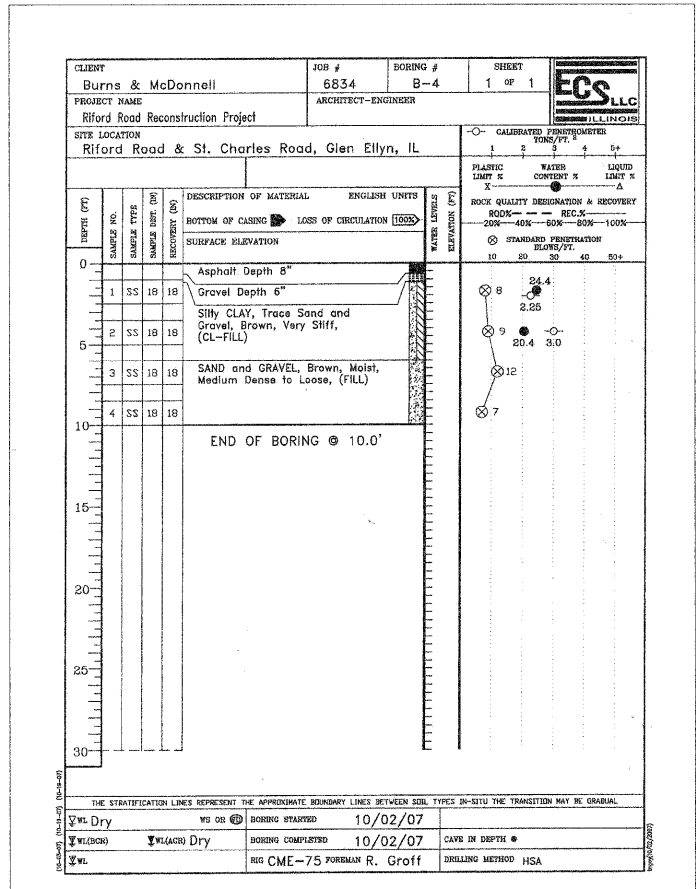 CLIENT
Burns & McDonnell
JOB #
6834
BORING #
B-4
SHEET
1 OF 1
ECS LLC
ILLINOIS
PROJECT NAME
Riford Road Reconstruction Project
ARCHITECT-ENGINEER
SITE LOCATION
Riford Road & St. Charles Road, Glen Ellyn, IL
CALIBRATED PENETROMETER
TONS/FT.²
1 2 3 4 5+
PLASTIC LIMIT %
WATER CONTENT %
LIQUID LIMIT %
X Δ
ROCK QUALITY DESIGNATION & RECOVERY
RQD% REC.%
20% 40% 60% 80% 100%
STANDARD PENETRATION
BLOWS/FT.
10 20 30 40 50+
DEPTH (FT)
SAMPLE NO.
SAMPLE TYPE
SAMPLE DIST. (IN)
RECOVERY (IN)
DESCRIPTION OF MATERIAL ENGLISH UNITS
BOTTOM OF CASING LOSS OF CIRCULATION 100%
SURFACE ELEVATION
WATER LEVELS
ELEVATION (FT)
0
Asphalt Depth 8"
1 SS 18 18
Gravel Depth 6"
8
24.4
2.25
Silty CLAY, Trace Sand and
Gravel, Brown, Very Stiff,
(CL-FILL)
2 SS 18 18
9
20.4
3.0
5
3 SS 18 18
SAND and GRAVEL, Brown, Moist,
Medium Dense to Loose, (FILL)
12
4 SS 18 18
7
10
END OF BORING @ 10.0'
15
20
25
30
THE STRATIFICATION LINES REPRESENT THE APPROXIMATE BOUNDARY LINES BETWEEN SOIL TYPES IN-SITU THE TRANSITION MAY BE GRADUAL
WL Dry
WS OR WD
BORING STARTED 10/02/07
WL(BCR)
WL(ACR) Dry
BORING COMPLETED 10/02/07
CAVE IN DEPTH @
WL
RIG CME-75 FOREMAN R. Groff
DRILLING METHOD HSA